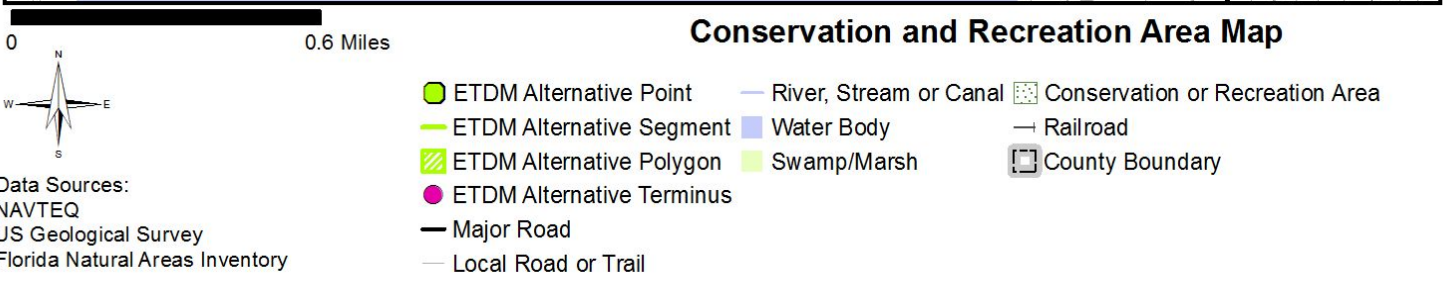 0 0.6 Miles
Conservation and Recreation Area Map
N
W E
S
ETDM Alternative Point
ETDM Alternative Segment
ETDM Alternative Polygon
ETDM Alternative Terminus
Major Road
Local Road or Trail
River, Stream or Canal
Water Body
Swamp/Marsh
Conservation or Recreation Area
Railroad
County Boundary
Data Sources:
NAVTEQ
US Geological Survey
Florida Natural Areas Inventory